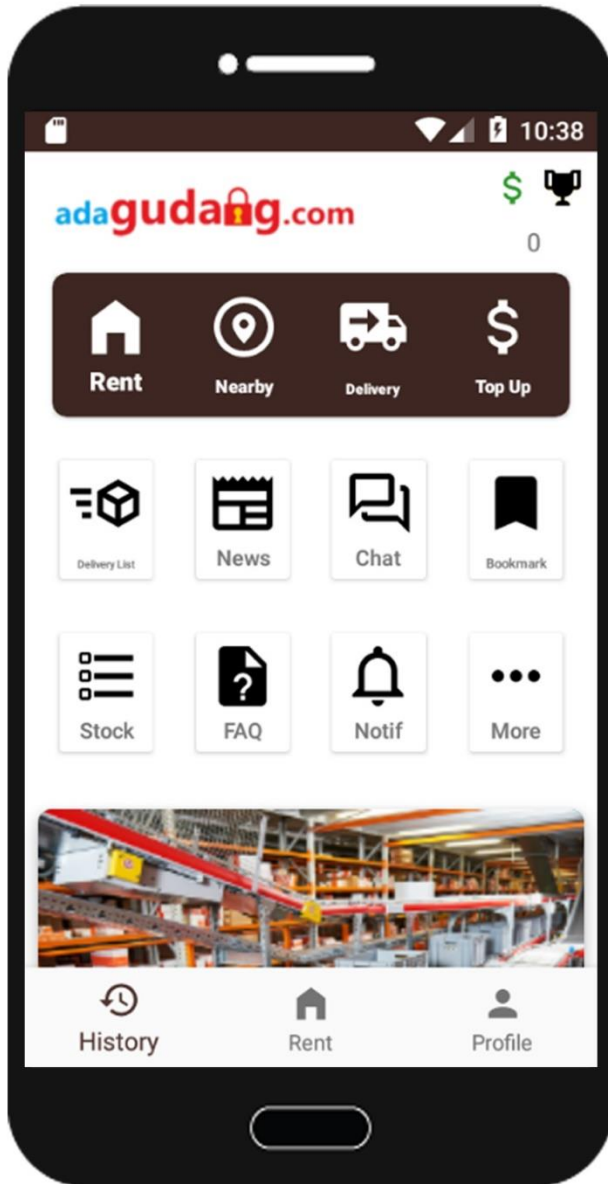 10:38
adagudang.com
0
Rent Nearby Delivery Top Up
Delivery List News Chat Bookmark
Stock FAQ Notif More
History Rent Profile